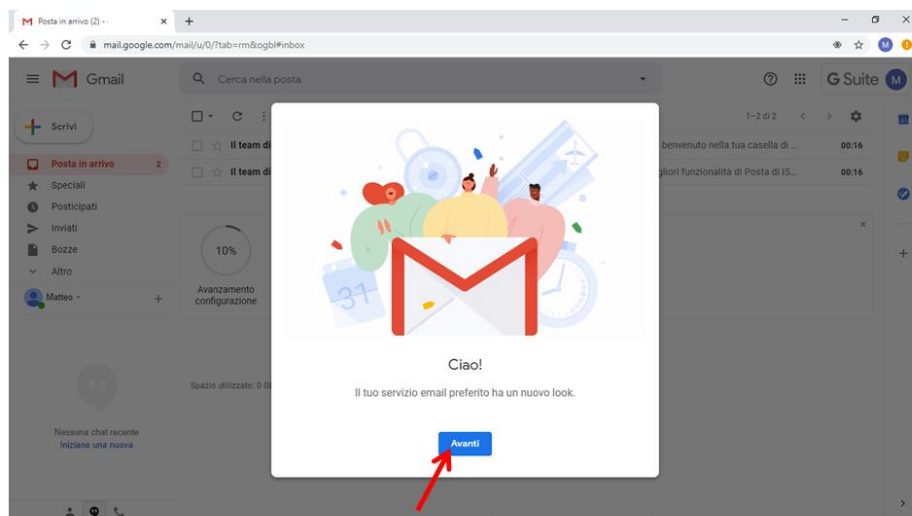 Posta in arrivo (2) -
mail.google.com/mail/u/0/?tab=rm&ogbl#inbox
M
Gmail
Cerca nella posta
G Suite
M
Scrivi
1–2 di 2
Posta in arrivo 2
Il team di
benvenuto nella tua casella di ...
00:16
Speciali
Il team di
funzionalità di Posta di IS...
00:16
Posticipati
Inviati
Bozze
Altro
10%
Avanzamento
configurazione
Matteo
31
Spazio utilizzato: 0
Ciao!
Il tuo servizio email preferito ha un nuovo look.
Nessuna chat recente
Iniziane una nuova
Avanti